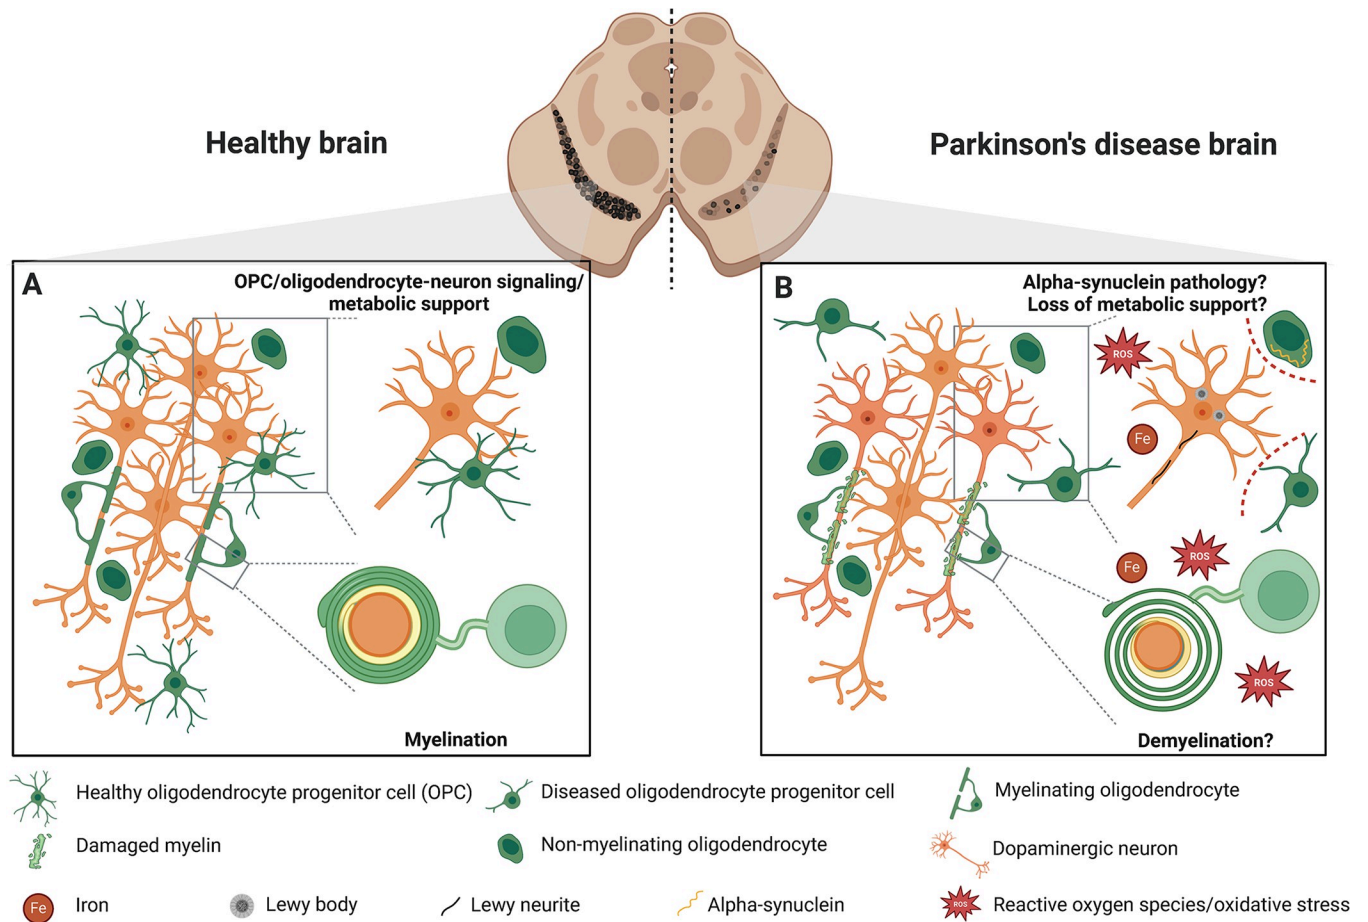 Healthy brain
Parkinson's disease brain
A
OPC/oligodendrocyte-neuron signaling/
metabolic support
Myelination
B
Alpha-synuclein pathology?
Loss of metabolic support?
ROS
Fe
Fe
ROS
ROS
Demyelination?
Healthy oligodendrocyte progenitor cell (OPC)
Diseased oligodendrocyte progenitor cell
Myelinating oligodendrocyte
Damaged myelin
Non-myelinating oligodendrocyte
Dopaminergic neuron
Fe
Iron
Lewy body
Lewy neurite
Alpha-synuclein
ROS
Reactive oxygen species/oxidative stress